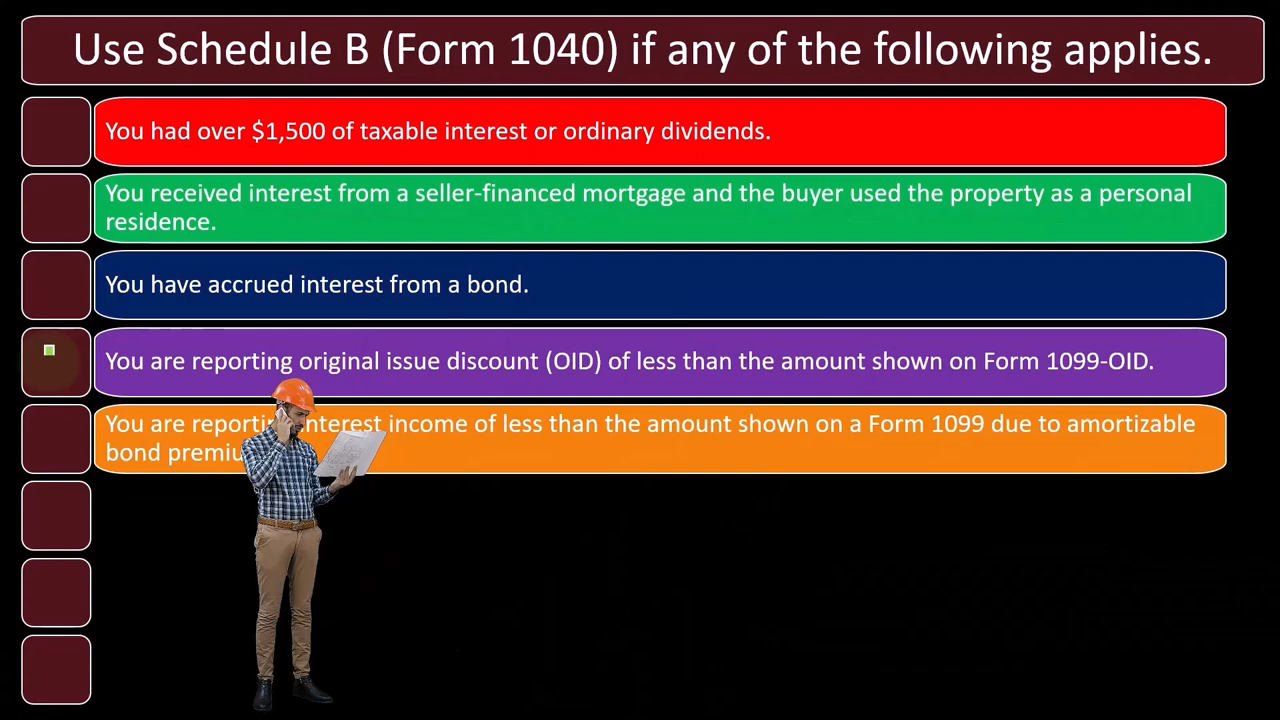 Use Schedule B (Form 1040) if any of the following applies.
You had over $1,500 of taxable interest or ordinary dividends.
You received interest from a seller-financed mortgage and the buyer used the property as a personal
residence.
You have accrued interest from a bond.
You are reporting original issue discount (OID) of less than the amount shown on Form 1099-OID.
You are reporting interest income of less than the amount shown on a Form 1099 due to amortizable
bond